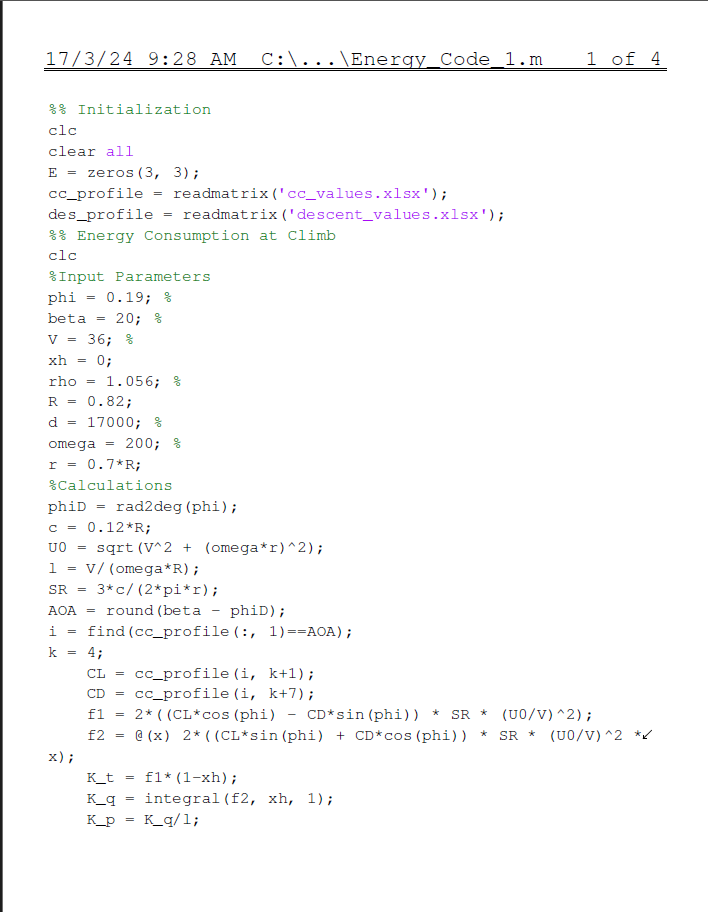 17/3/24 9:28 AM  C:\...\Energy_Code_1.m    1 of 4
%% Initialization
clc
clear all
E = zeros(3, 3);
cc_profile = readmatrix('cc_values.xlsx');
des_profile = readmatrix('descent_values.xlsx');
%% Energy Consumption at Climb
clc
%Input Parameters
phi = 0.19; %
beta = 20; %
V = 36; %
xh = 0;
rho = 1.056; %
R = 0.82;
d = 17000; %
omega = 200; %
r = 0.7*R;
%Calculations
phiD = rad2deg(phi);
c = 0.12*R;
U0 = sqrt(V^2 + (omega*r)^2);
l = V/(omega*R);
SR = 3*c/(2*pi*r);
AOA = round(beta - phiD);
i = find(cc_profile(:, 1)==AOA);
k = 4;
    CL = cc_profile(i, k+1);
    CD = cc_profile(i, k+7);
    f1 = 2*((CL*cos(phi) - CD*sin(phi)) * SR * (U0/V)^2);
    f2 = @(x) 2*((CL*sin(phi) + CD*cos(phi)) * SR * (U0/V)^2 *↙
x);
    K_t = f1*(1-xh);
    K_q = integral(f2, xh, 1);
    K_p = K_q/l;